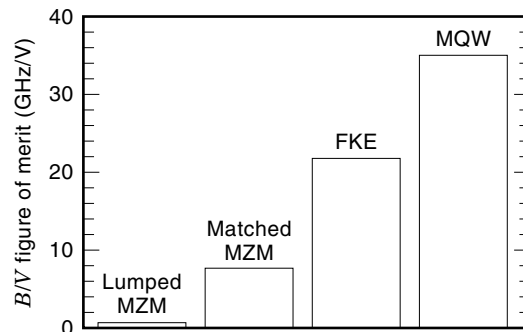 B/V figure of merit (GHz/V)
40
30
20
10
0
Lumped
MZM
Matched
MZM
FKE
MQW